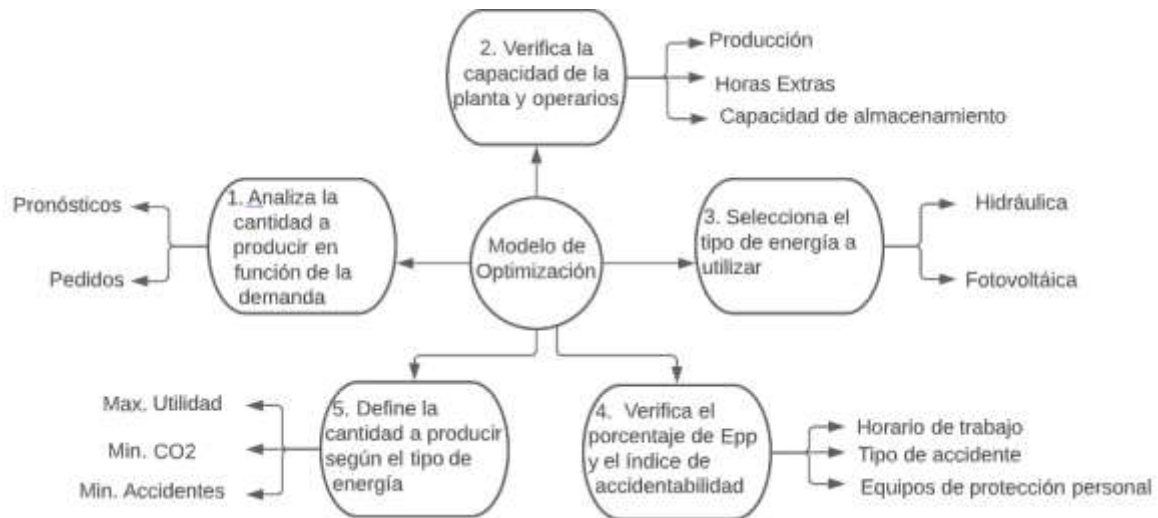 2. Verifica la
capacidad de la
planta y operarios
Producción
Horas Extras
Capacidad de almacenamiento
Pronósticos
Pedidos
1. Analiza la
cantidad a
producir en
función de la
demanda
Modelo de
Optimización
3. Selecciona el
tipo de energía a
utilizar
Hidráulica
Fotovoltáica
Max. Utilidad
Min. CO2
Min. Accidentes
5. Define la
cantidad a producir
según el tipo de
energía
4. Verifica el
porcentaje de Epp
y el índice de
accidentabilidad
Horario de trabajo
Tipo de accidente
Equipos de protección personal